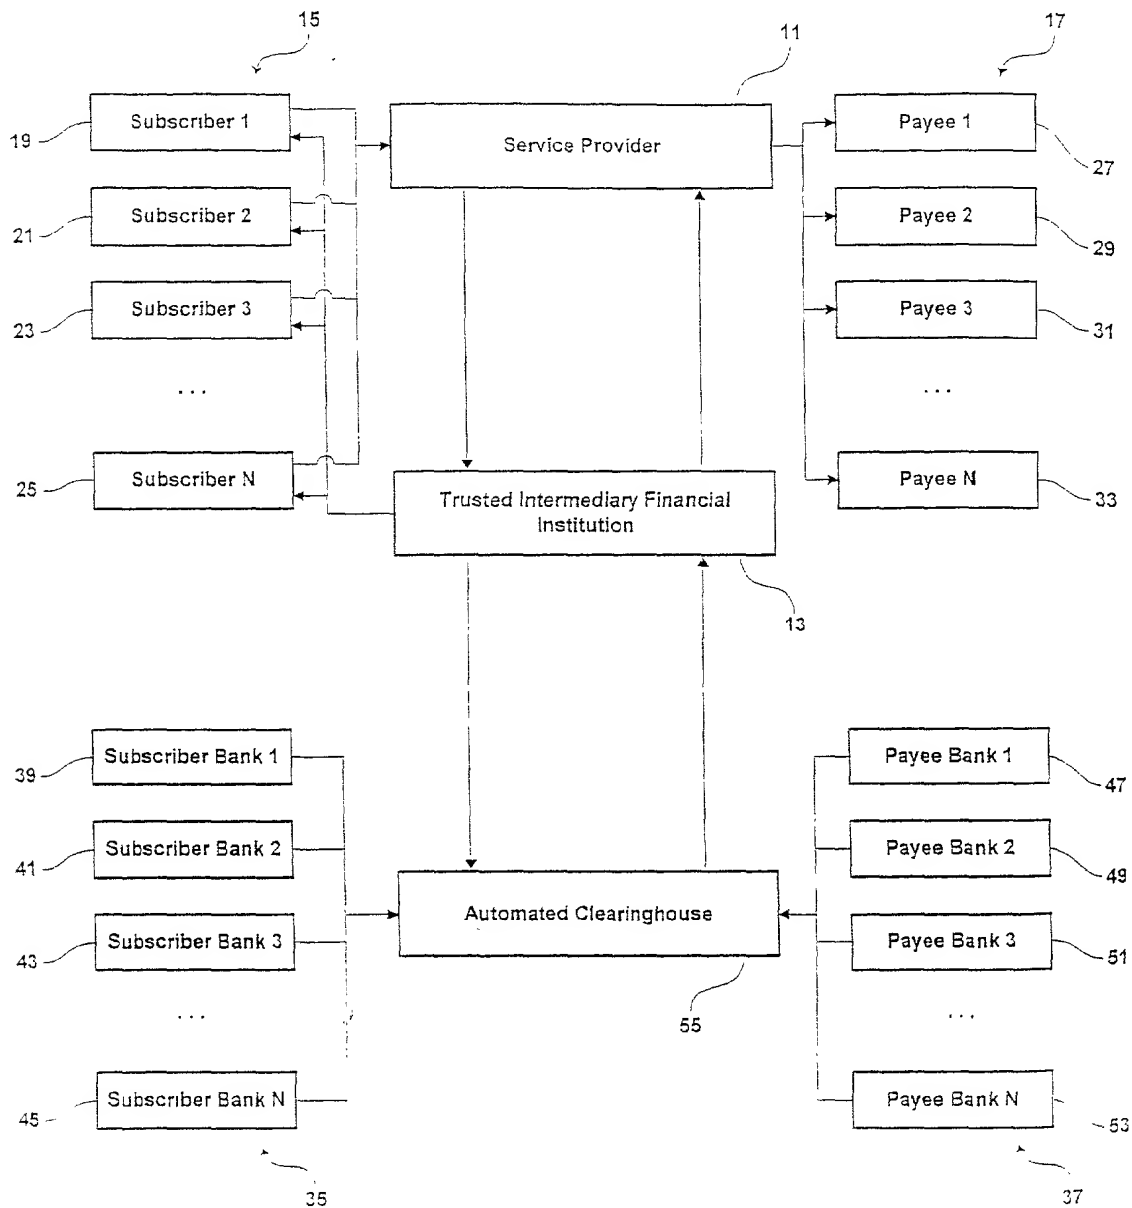 15
11
17
Subscriber 1
Service Provider
Payee 1
19
27
Subscriber 2
Payee 2
21
29
Subscriber 3
Payee 3
23
31
...
...
Subscriber N
Trusted Intermediary Financial
Institution
Payee N
25
33
13
Subscriber Bank 1
Payee Bank 1
39
47
Subscriber Bank 2
Payee Bank 2
41
49
Subscriber Bank 3
Automated Clearinghouse
Payee Bank 3
43
51
...
...
55
Subscriber Bank N
Payee Bank N
45
53
35
37